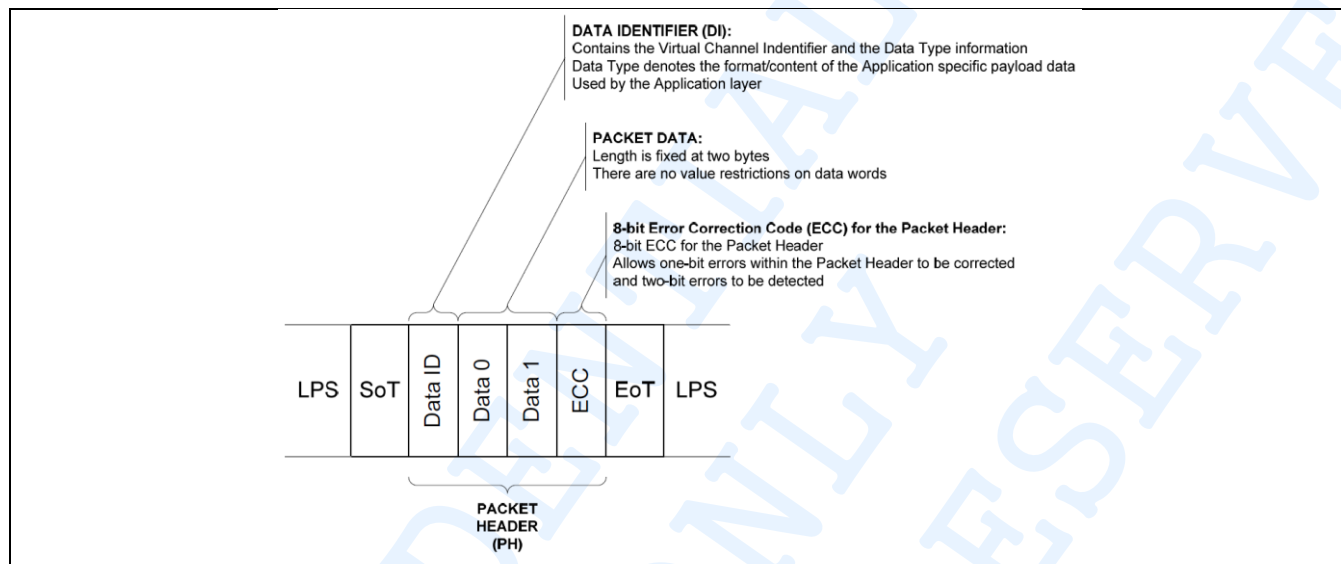 DATA IDENTIFIER (DI):
Contains the Virtual Channel Indentifier and the Data Type information
Data Type denotes the format/content of the Application specific payload data
Used by the Application layer
PACKET DATA:
Length is fixed at two bytes
There are no value restrictions on data words
8-bit Error Correction Code (ECC) for the Packet Header:
8-bit ECC for the Packet Header
Allows one-bit errors within the Packet Header to be corrected
and two-bit errors to be detected
LPS SoT Data ID Data 0 Data 1 ECC EoT LPS
PACKET
HEADER
(PH)